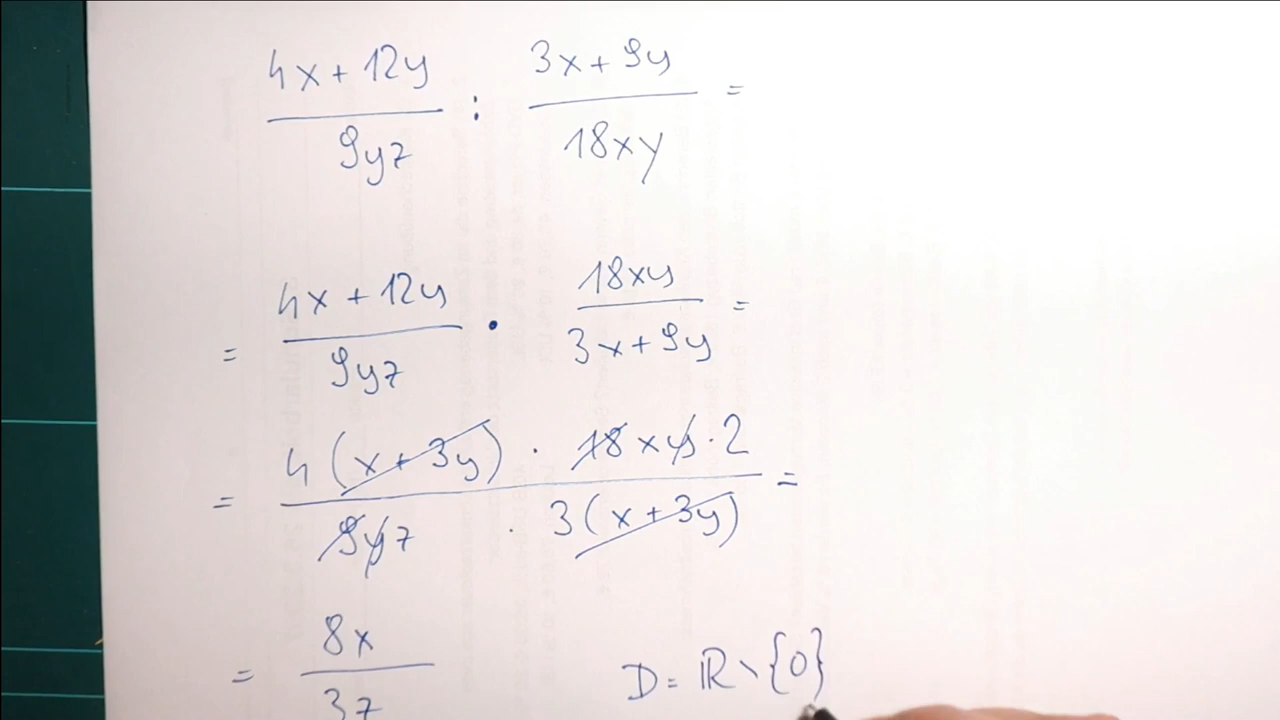 (4x + 12y)/(9yz) : (3x + 9y)/(18xy) =
= (4x + 12y)/(9yz) · (18xy)/(3x + 9y) =
= (4(x + 3y) · 18xy · 2)/(9yz · 3(x + 3y)) =
= 8x/3z D = ℝ \ {0}